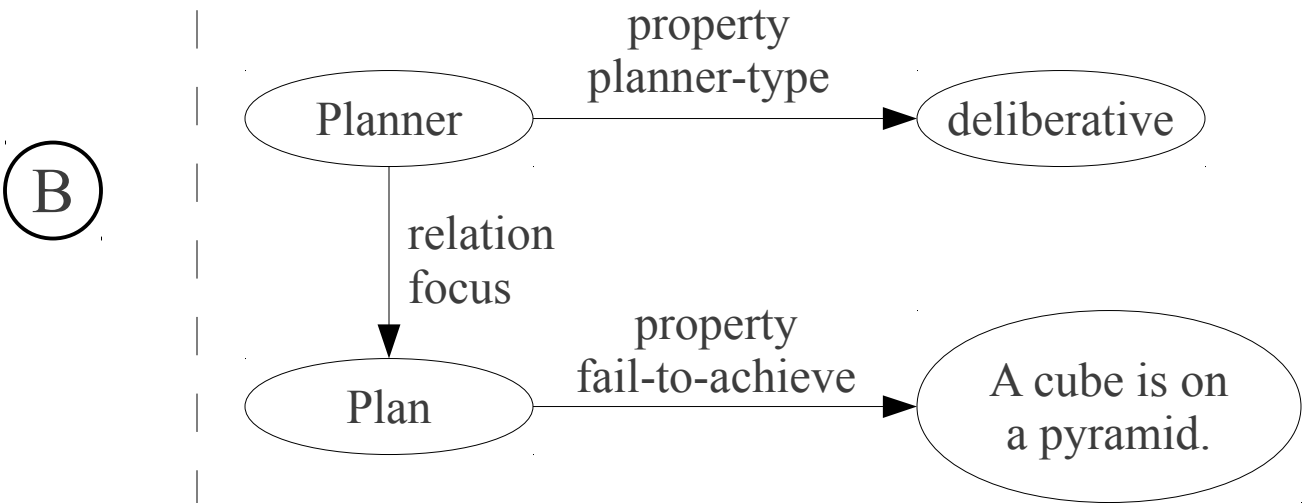 B
property
planner-type
Planner
deliberative
relation
focus
property
fail-to-achieve
Plan
A cube is on
a pyramid.